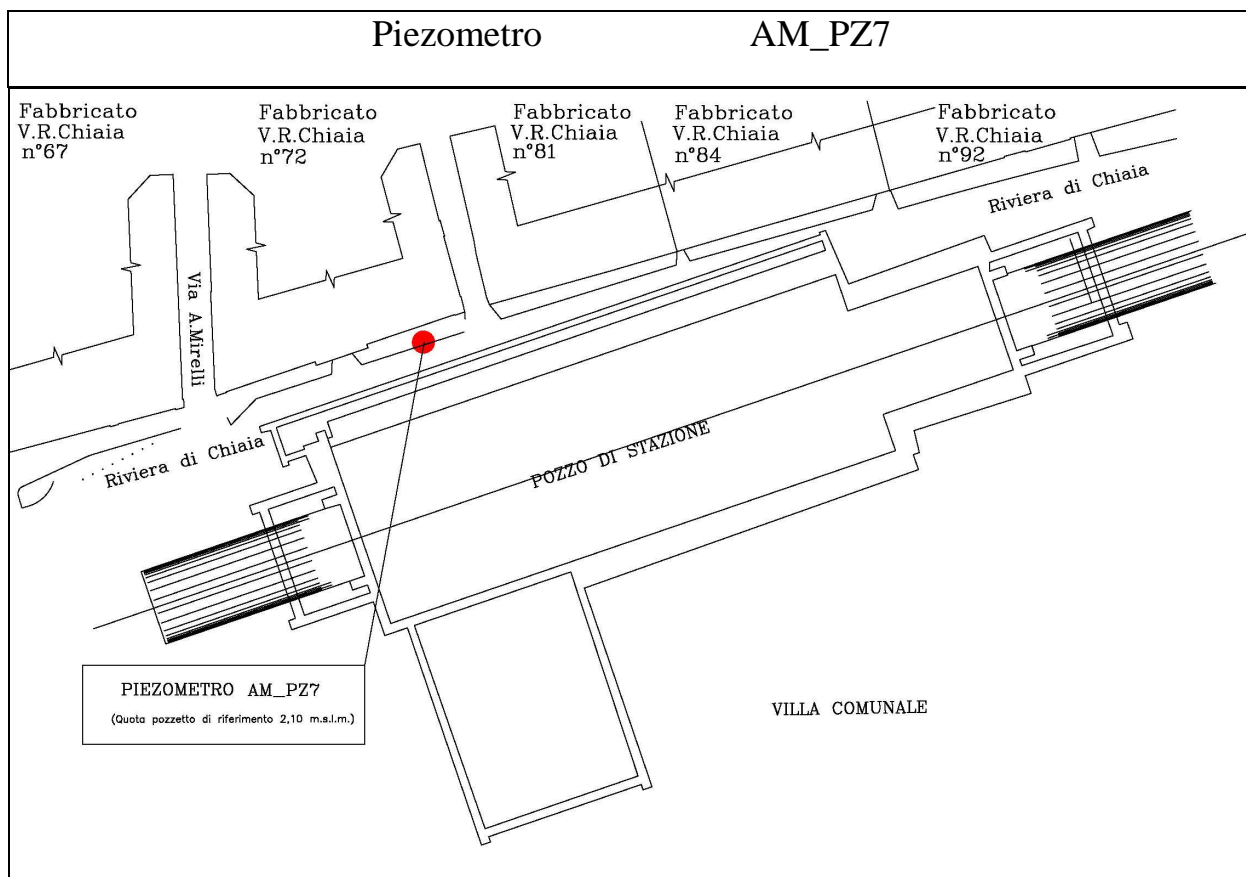 Piezometro AM_PZ7
Fabbricato
V.R.Chiaia
n°67
Fabbricato
V.R.Chiaia
n°72
Fabbricato
V.R.Chiaia
n°81
Fabbricato
V.R.Chiaia
n°84
Fabbricato
V.R.Chiaia
n°92
Riviera di Chiaia
Via A.Mirelli
Riviera di Chiaia
POZZO DI STAZIONE
PIEZOMETRO AM_PZ7
(Quota pozzetto di riferimento 2,10 m.s.l.m.)
VILLA COMUNALE